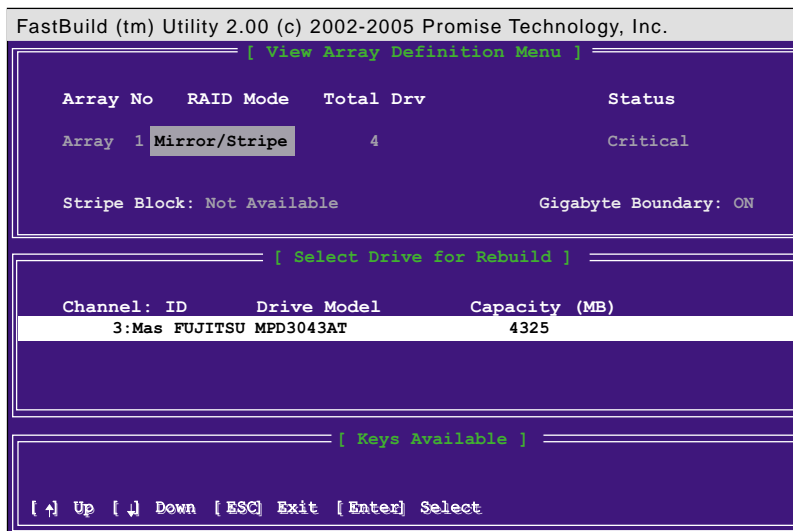 FastBuild (tm) Utility 2.00 (c) 2002-2005 Promise Technology, Inc.
[ View Array Definition Menu ]
Array No RAID Mode Total Drv Status
Array 1 Mirror/Stripe 4 Critical
Stripe Block: Not Available Gigabyte Boundary: ON
[ Select Drive for Rebuild ]
Channel: ID Drive Model Capacity (MB)
3:Mas FUJITSU MPD3043AT 4325
[ Keys Available ]
[↑] Up [↓] Down [ESC] Exit [Enter] Select